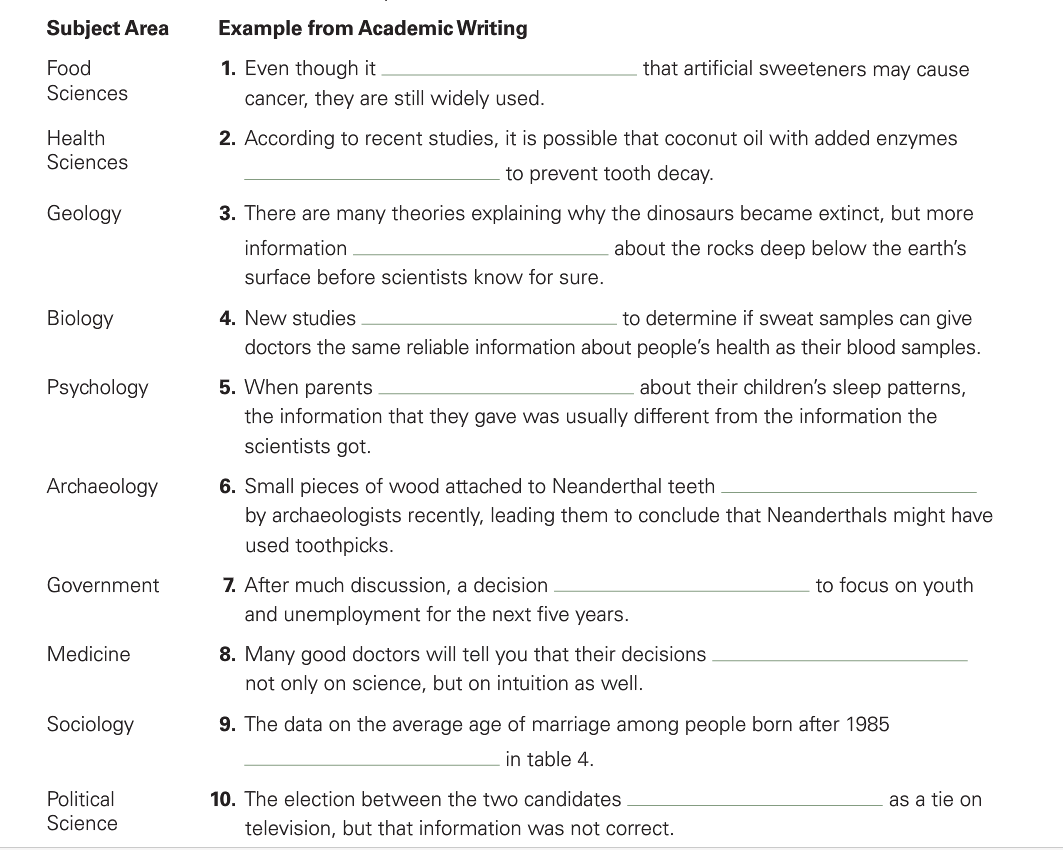 Subject Area Example from Academic Writing
Food 1. Even though it ______________ that artificial sweeteners may cause
Sciences cancer, they are still widely used.
Health 2. According to recent studies, it is possible that coconut oil with added enzymes
Sciences ______________ to prevent tooth decay.
Geology 3. There are many theories explaining why the dinosaurs became extinct, but more
information ______________ about the rocks deep below the earth's
surface before scientists know for sure.
Biology 4. New studies ______________ to determine if sweat samples can give
doctors the same reliable information about people's health as their blood samples.
Psychology 5. When parents ______________ about their children's sleep patterns,
the information that they gave was usually different from the information the
scientists got.
Archaeology 6. Small pieces of wood attached to Neanderthal teeth ______________
by archaeologists recently, leading them to conclude that Neanderthals might have
used toothpicks.
Government 7. After much discussion, a decision ______________ to focus on youth
and unemployment for the next five years.
Medicine 8. Many good doctors will tell you that their decisions ______________
not only on science, but on intuition as well.
Sociology 9. The data on the average age of marriage among people born after 1985
______________ in table 4.
Political 10. The election between the two candidates ______________ as a tie on
Science television, but that information was not correct.